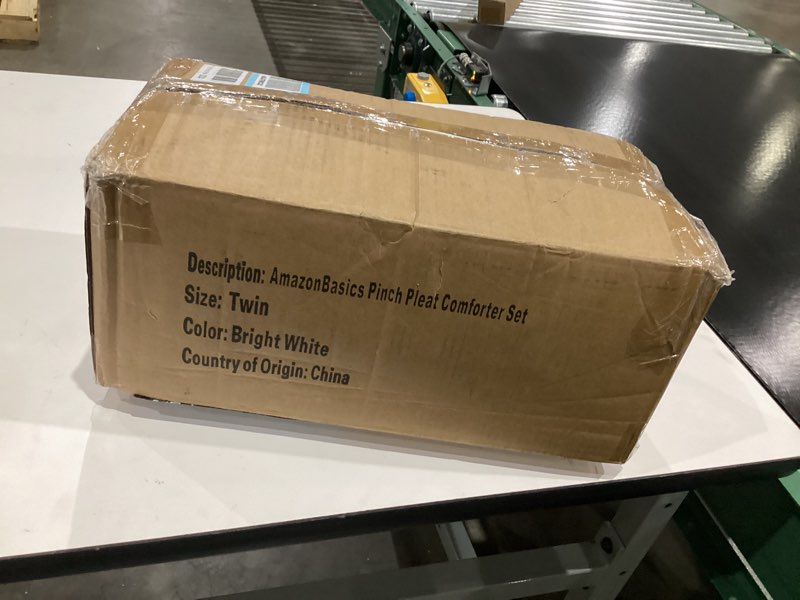 Description: AmazonBasics Pinch Pleat Comforter Set
Size: Twin
Color: Bright White
Country of Origin: China